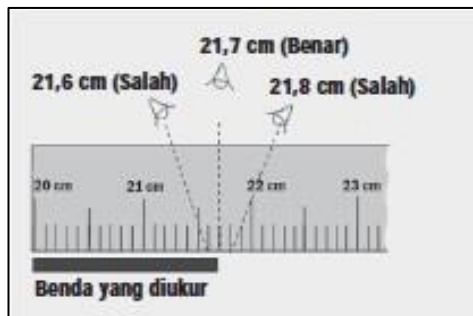 21,7 cm (Benar)
21,6 cm (Salah)
21,8 cm (Salah)
20 cm 21 cm 22 cm 23 cm
Benda yang diukur